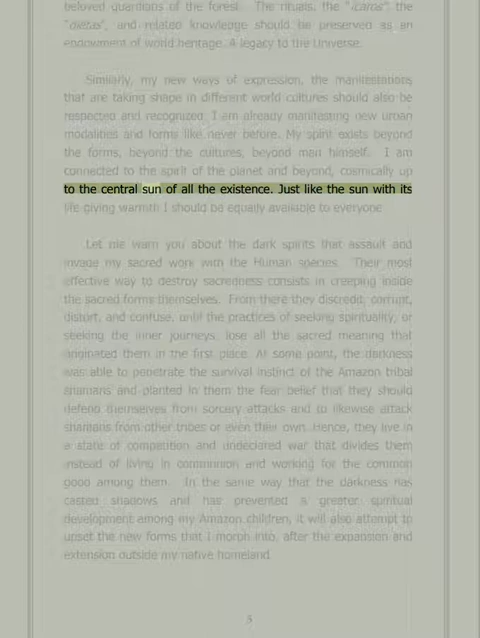 beloved guardians of the forest. The rituals, the "icaros", the
"dietas", and related knowledge should be preserved as an
endowment of world heritage. A legacy to the Universe.
Similarly, my new ways of expression, the manifestations
that are taking shape in different world cultures should also be
respected and recognized. I am already manifesting new urban
modalities and forms like never before. My spirit exists beyond
the forms, beyond the cultures, beyond man himself. I am
connected to the spirit of the planet and beyond, cosmically up
to the central sun of all the existence. Just like the sun with its
life giving warmth I should be equally available to everyone.
Let me warn you about the dark spirits that assault and
invade my sacred work with the Human species. Their most
effective way to destroy sacredness consists in creeping inside
the sacred forms themselves. From there they discredit, corrupt,
distort, and confuse, until the practices of seeking spirituality, or
seeking the inner journeys, lose all the sacred meaning that
originated them in the first place. At some point, the darkness
was able to penetrate the survival instinct of the Amazon tribal
shamans and planted in them the fear belief that they should
defend themselves from sorcery attacks and to likewise attack
shamans from other tribes or even their own. Hence, they live in
a state of competition and undeclared war that divides them
instead of living in communion and working for the common
good among them. In the same way that the darkness has
casted shadows and has prevented a greater spiritual
development among my Amazon children, it will also attempt to
upset the new forms that I morph into, after the expansion and
extension outside my native homeland.
5